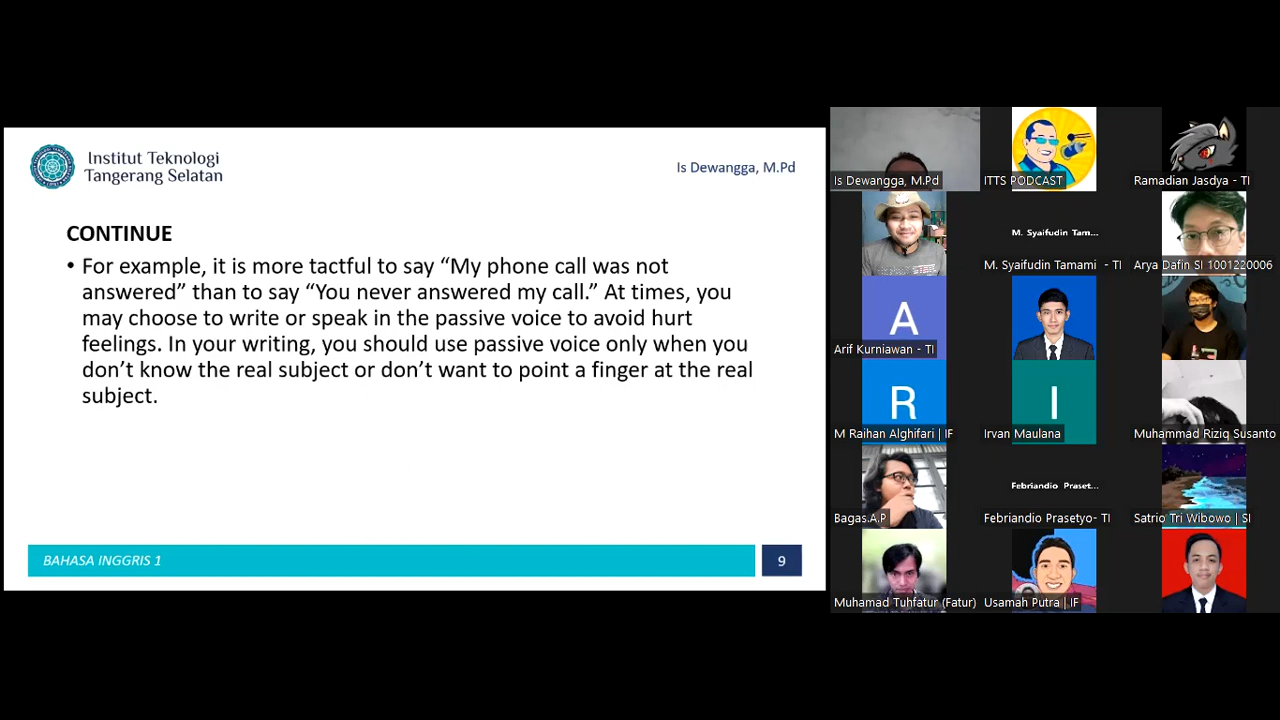 Institut Teknologi
Tangerang Selatan
Is Dewangga, M.Pd
CONTINUE
• For example, it is more tactful to say “My phone call was not
answered” than to say “You never answered my call.” At times, you
may choose to write or speak in the passive voice to avoid hurt
feelings. In your writing, you should use passive voice only when you
don’t know the real subject or don’t want to point a finger at the real
subject.
BAHASA INGGRIS 1
9
Is Dewangga, M.Pd
ITTS PODCAST
Ramadian Jasdya - TI
M. Syaifudin Tam...
M. Syaifudin Tamami - TI
Arya Dafin SI 1001220006
A
Arif Kurniawan - TI
R
M Raihan Alghifari | IF
I
Irvan Maulana
Muhammad Riziq Susanto
Bagas.A.P
Febriandio Praset...
Febriandio Prasetyo- TI
Satrio Tri Wibowo | SI
Muhamad Tuhfatur (Fatur)
Usamah Putra | IF